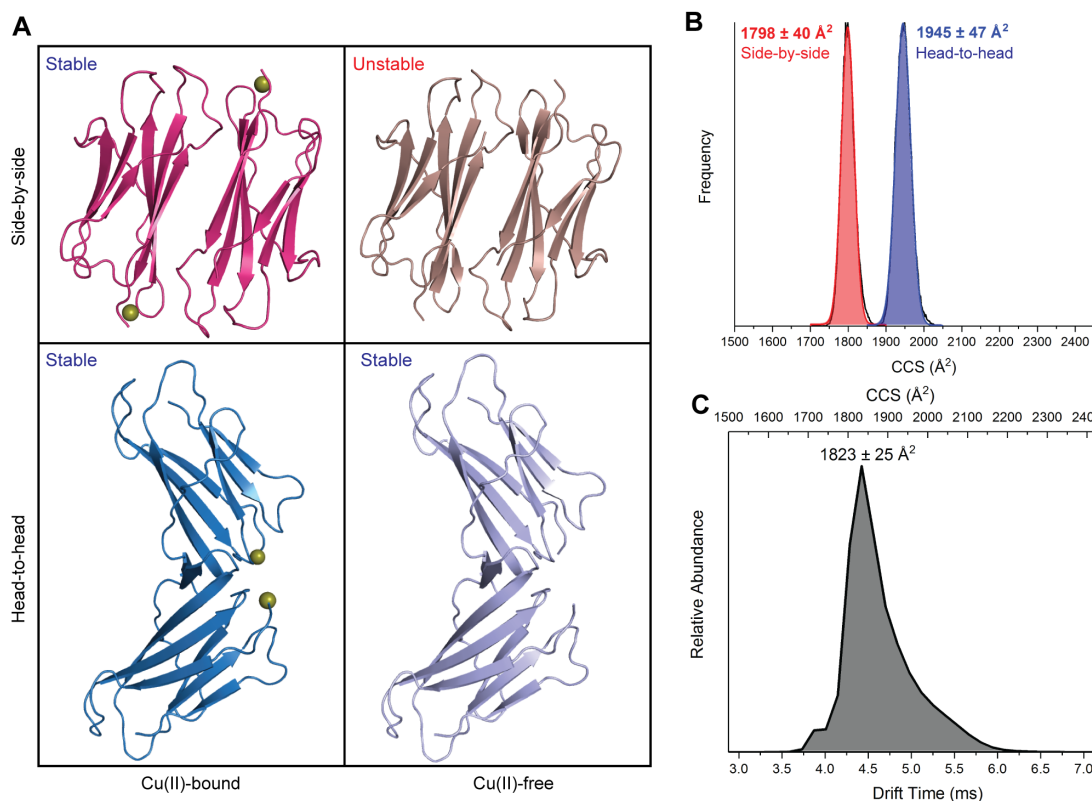 A
Stable
Unstable
Side-by-side
Stable
Stable
Head-to-head
Cu(II)-bound
Cu(II)-free
B
1798 ± 40 Å²
Side-by-side
1945 ± 47 Å²
Head-to-head
Frequency
1500 1600 1700 1800 1900 2000 2100 2200 2300 2400
CCS (Å²)
C
CCS (Å²)
1500 1600 1700 1800 1900 2000 2100 2200 2300
1823 ± 25 Å²
Relative Abundance
3.0 3.5 4.0 4.5 5.0 5.5 6.0 6.5 7.0
Drift Time (ms)